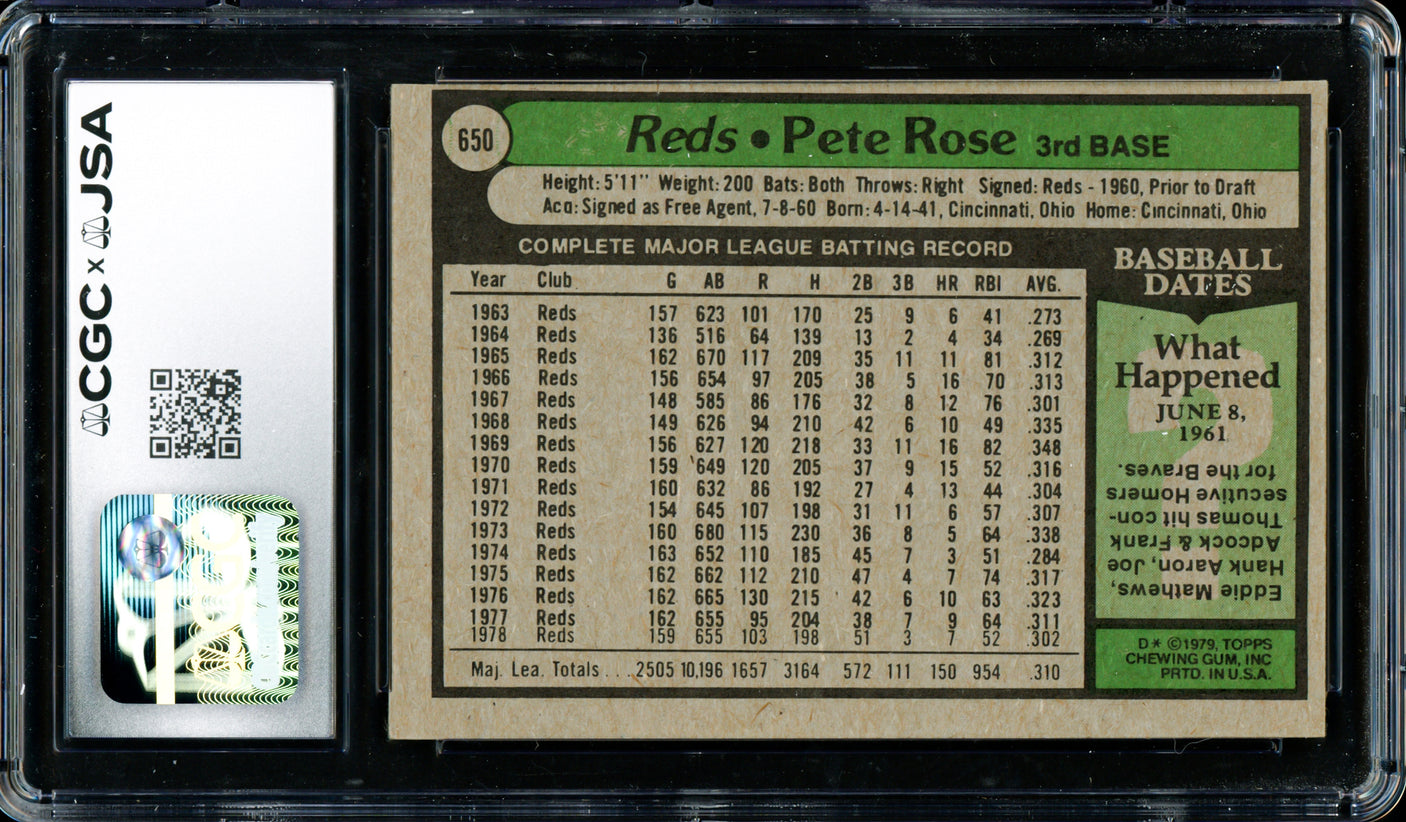 CGC x JSA
650
Reds • Pete Rose 3rd BASE
Height: 5'11" Weight: 200 Bats: Both Throws: Right Signed: Reds - 1960, Prior to Draft
Acq: Signed as Free Agent, 7-8-60 Born: 4-14-41, Cincinnati, Ohio Home: Cincinnati, Ohio
COMPLETE MAJOR LEAGUE BATTING RECORD
Year Club G AB R H 2B 3B HR RBI AVG.
1963 Reds 157 623 101 170 25 9 6 41 .273
1964 Reds 136 516 64 139 13 2 4 34 .269
1965 Reds 162 670 117 209 35 11 11 81 .312
1966 Reds 156 654 97 205 38 5 16 70 .313
1967 Reds 148 585 86 176 32 8 12 76 .301
1968 Reds 149 626 94 210 42 6 10 49 .335
1969 Reds 156 627 120 218 33 11 16 82 .348
1970 Reds 159 649 120 205 37 9 15 52 .316
1971 Reds 160 632 86 192 27 4 13 44 .304
1972 Reds 154 645 107 198 31 11 6 57 .307
1973 Reds 160 680 115 230 36 8 5 64 .338
1974 Reds 163 652 110 185 45 7 3 51 .284
1975 Reds 162 662 112 210 47 4 7 74 .317
1976 Reds 162 665 130 215 42 6 10 63 .323
1977 Reds 162 655 95 204 38 7 9 64 .311
1978 Reds 159 655 103 198 51 3 7 52 .302
Maj. Lea. Totals . . . 2505 10,196 1657 3164 572 111 150 954 .310
BASEBALL
DATES
What
Happened
JUNE 8,
1961
Eddie Mathews,
Hank Aaron, Joe
Adcock & Frank
Thomas hit con-
secutive Homers
for the Braves.
D* ©1979, TOPPS
CHEWING GUM, INC
PRTD. IN U.S.A.